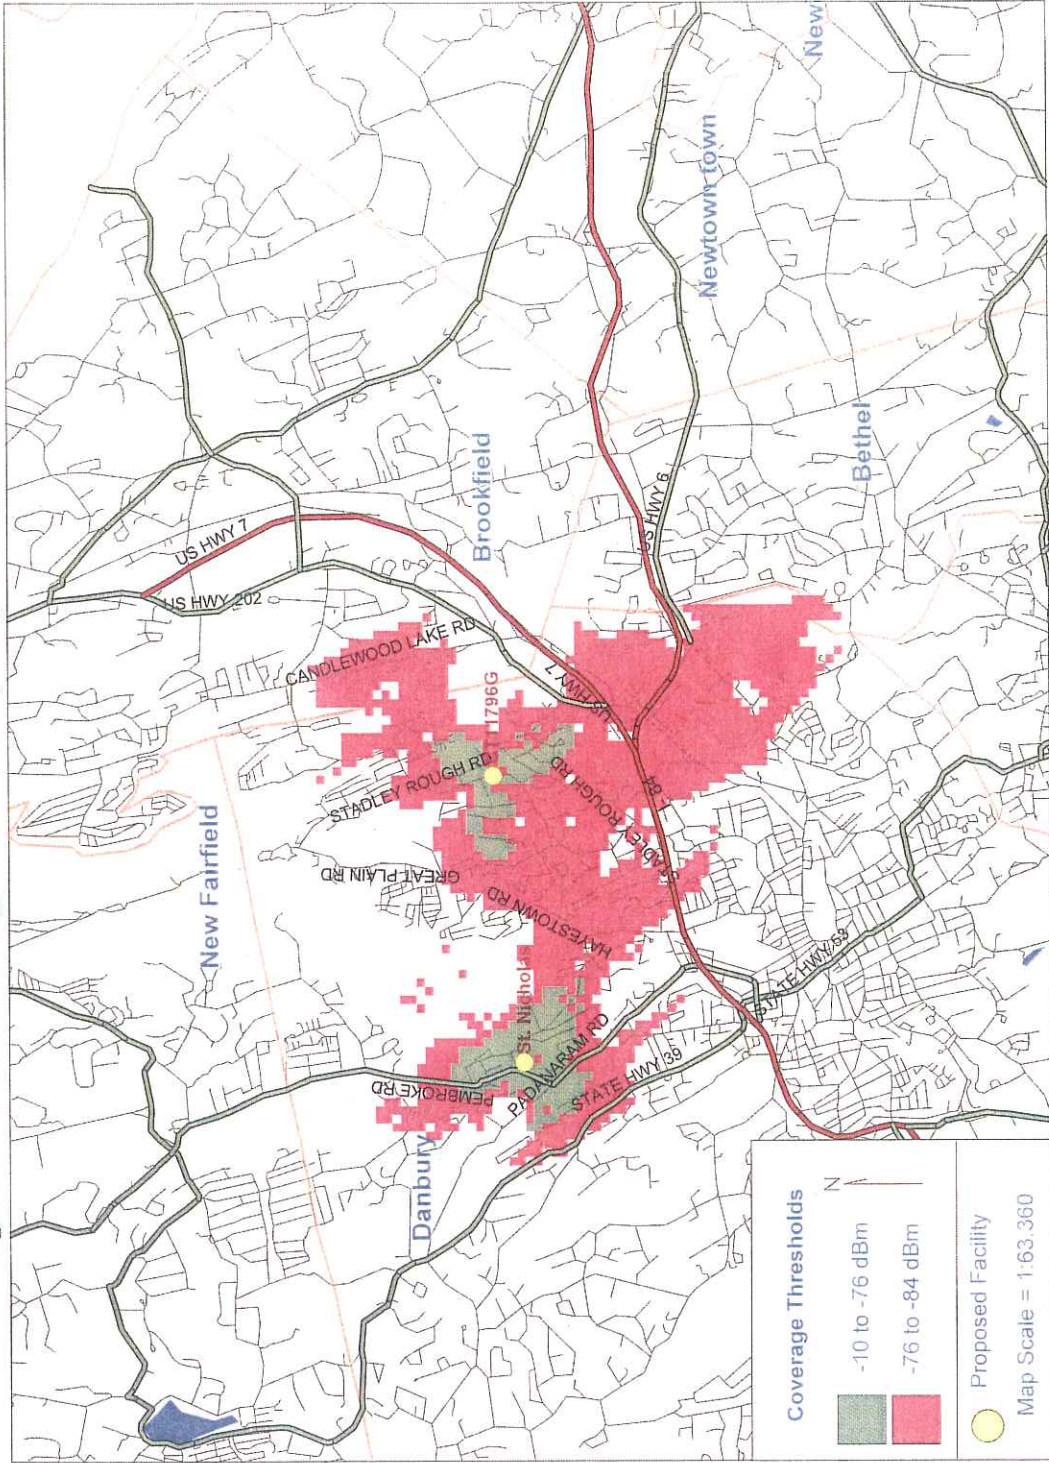 New Fairfield
US HWY 7
US HWY 202
Brookfield
CANDLEWOOD LAKE RD
STADLEY ROUGH RD
1796G
GREAT PLAIN RD
HAYESTOWN RD
St. Nicholas
PEMBROKE RD
PADANARAM RD
STATE HWY 39
Danbury
US HWY 7
STADLEY ROUGH RD
STADLEY
I-84
US HWY 6
Newtown town
New
Bethel
STATE HWY 53
Coverage Thresholds
N
-10 to -76 dBm
-76 to -84 dBm
Proposed Facility
Map Scale = 1:63.360